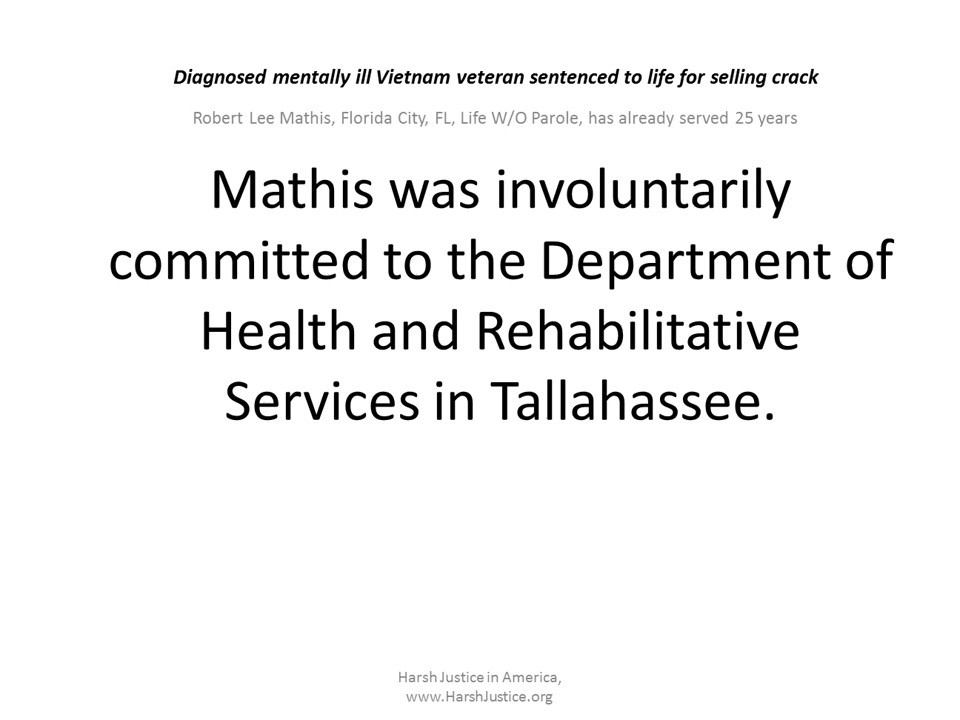 Diagnosed mentally ill Vietnam veteran sentenced to life for selling crack
Robert Lee Mathis, Florida City, FL, Life W/O Parole, has already served 25 years
Mathis was involuntarily
committed to the Department of
Health and Rehabilitative
Services in Tallahassee.
Harsh Justice in America,
www.HarshJustice.org